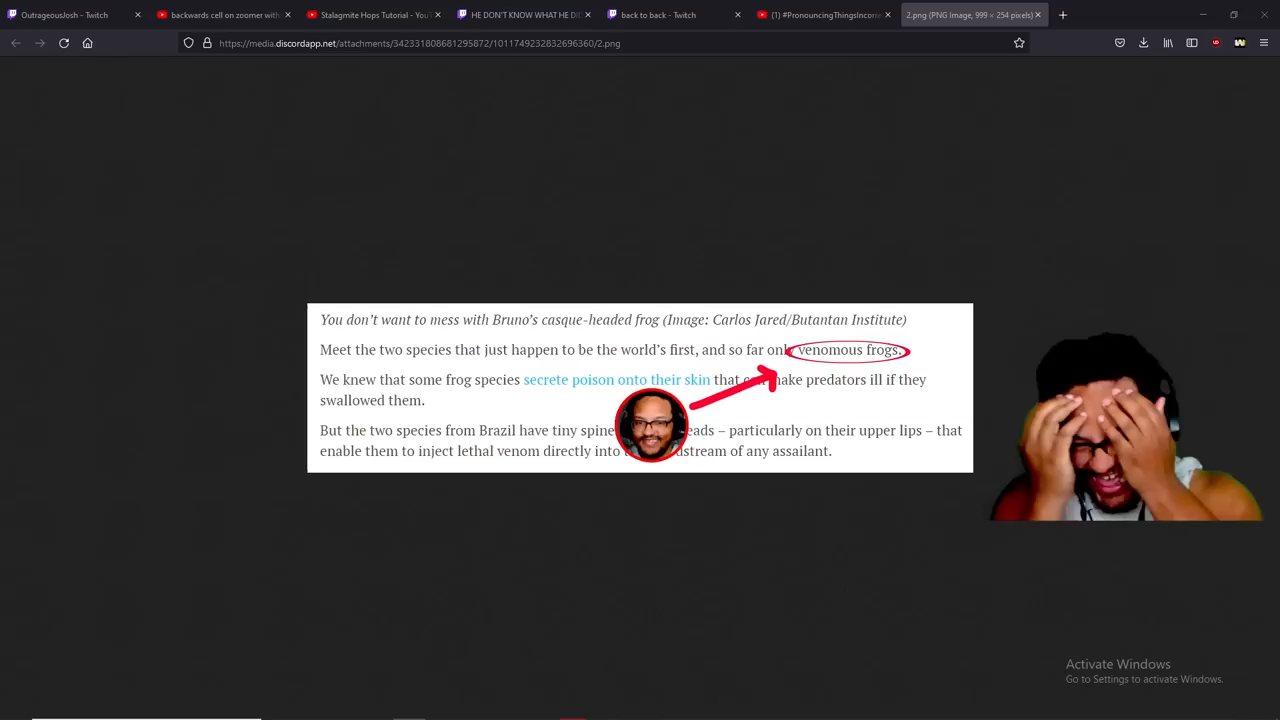 OutrageousJosh - Twitch
backwards cell on zoomer with
Stalagmite Hops Tutorial - You
HE DON'T KNOW WHAT HE DI
back to back - Twitch
(1) #PronouncingThingsIncorre
2.png (PNG Image, 999 × 254 pixels)
https://media.discordapp.net/attachments/342331808681295872/1011749232832696360/2.png
You don't want to mess with Bruno's casque-headed frog (Image: Carlos Jared/Butantan Institute)
Meet the two species that just happen to be the world's first, and so far only venomous frogs.
We knew that some frog species secrete poison onto their skin that can make predators ill if they
swallowed them.
But the two species from Brazil have tiny spine eads – particularly on their upper lips – that
enable them to inject lethal venom directly into dstream of any assailant.
Activate Windows
Go to Settings to activate Windows.